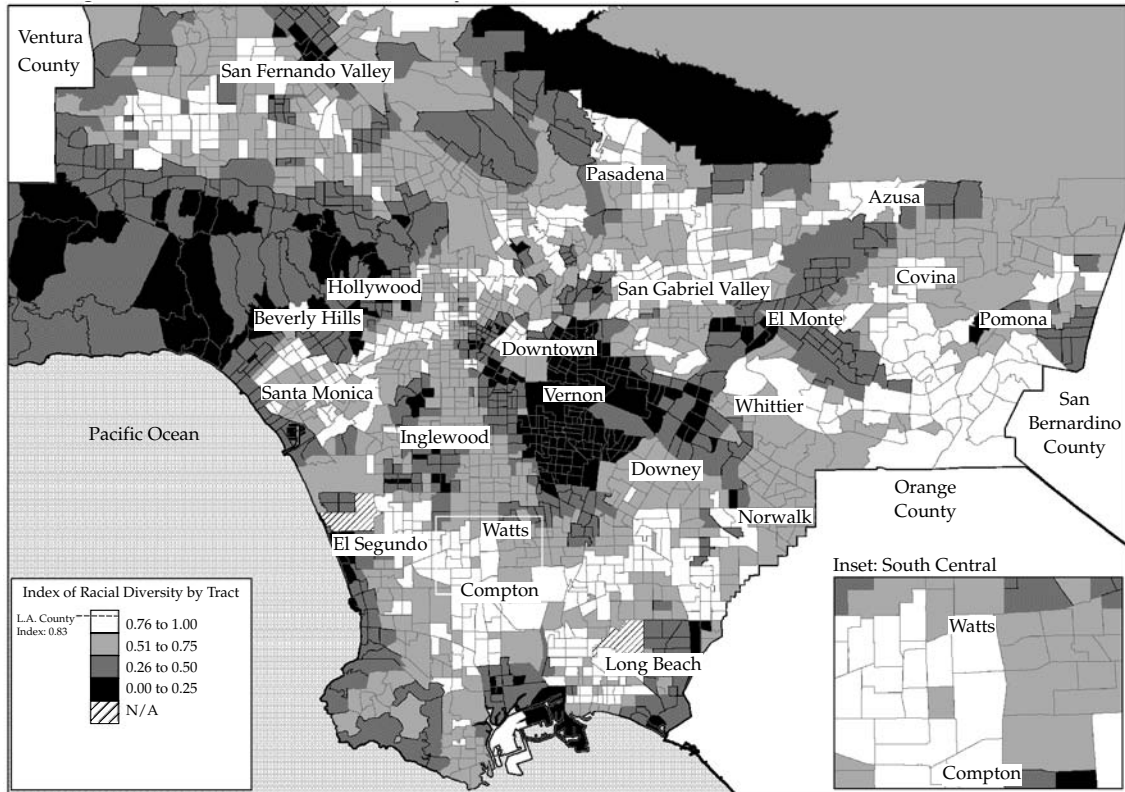 Ventura
County
San Fernando Valley
Pasadena
Azusa
Covina
Hollywood
San Gabriel Valley
Beverly Hills
El Monte
Pomona
Downtown
Santa Monica
Vernon
Whittier
San
Bernardino
County
Pacific Ocean
Inglewood
Downey
Orange
County
Norwalk
Watts
El Segundo
Compton
Long Beach
Index of Racial Diversity by Tract
L.A. County
Index: 0.83
0.76 to 1.00
0.51 to 0.75
0.26 to 0.50
0.00 to 0.25
N/A
Inset: South Central
Watts
Compton